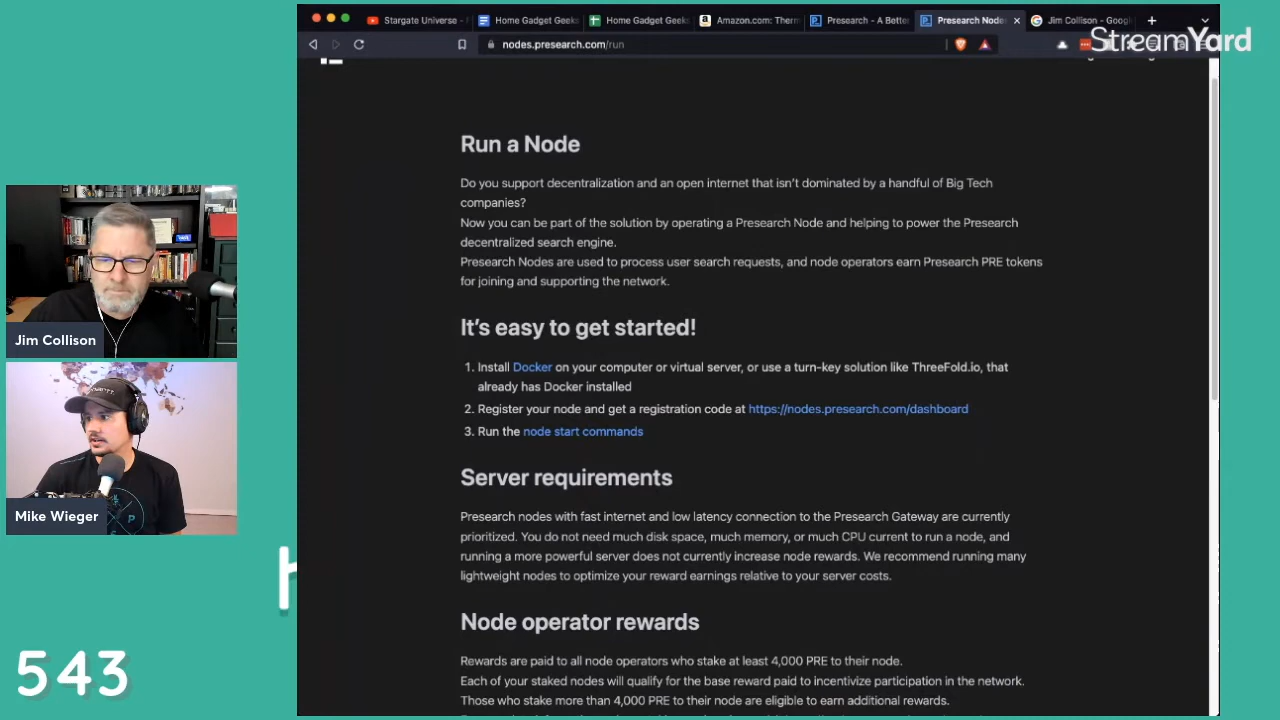 Stargate Universe -
Home Gadget Geeks
Home Gadget Geeks
Amazon.com: Therm
Presearch - A Better
Presearch Node
Jim Collison - Google
StreamYard
nodes.presearch.com/run
Run a Node
Do you support decentralization and an open internet that isn't dominated by a handful of Big Tech
companies?
Now you can be part of the solution by operating a Presearch Node and helping to power the Presearch
decentralized search engine.
Presearch Nodes are used to process user search requests, and node operators earn Presearch PRE tokens
for joining and supporting the network.
It's easy to get started!
1. Install Docker on your computer or virtual server, or use a turn-key solution like ThreeFold.io, that
already has Docker installed
2. Register your node and get a registration code at https://nodes.presearch.com/dashboard
3. Run the node start commands
Server requirements
Presearch nodes with fast internet and low latency connection to the Presearch Gateway are currently
prioritized. You do not need much disk space, much memory, or much CPU current to run a node, and
running a more powerful server does not currently increase node rewards. We recommend running many
lightweight nodes to optimize your reward earnings relative to your server costs.
Node operator rewards
Rewards are paid to all node operators who stake at least 4,000 PRE to their node.
Each of your staked nodes will qualify for the base reward paid to incentivize participation in the network.
Those who stake more than 4,000 PRE to their node are eligible to earn additional rewards.
Jim Collison
Mike Wieger
543